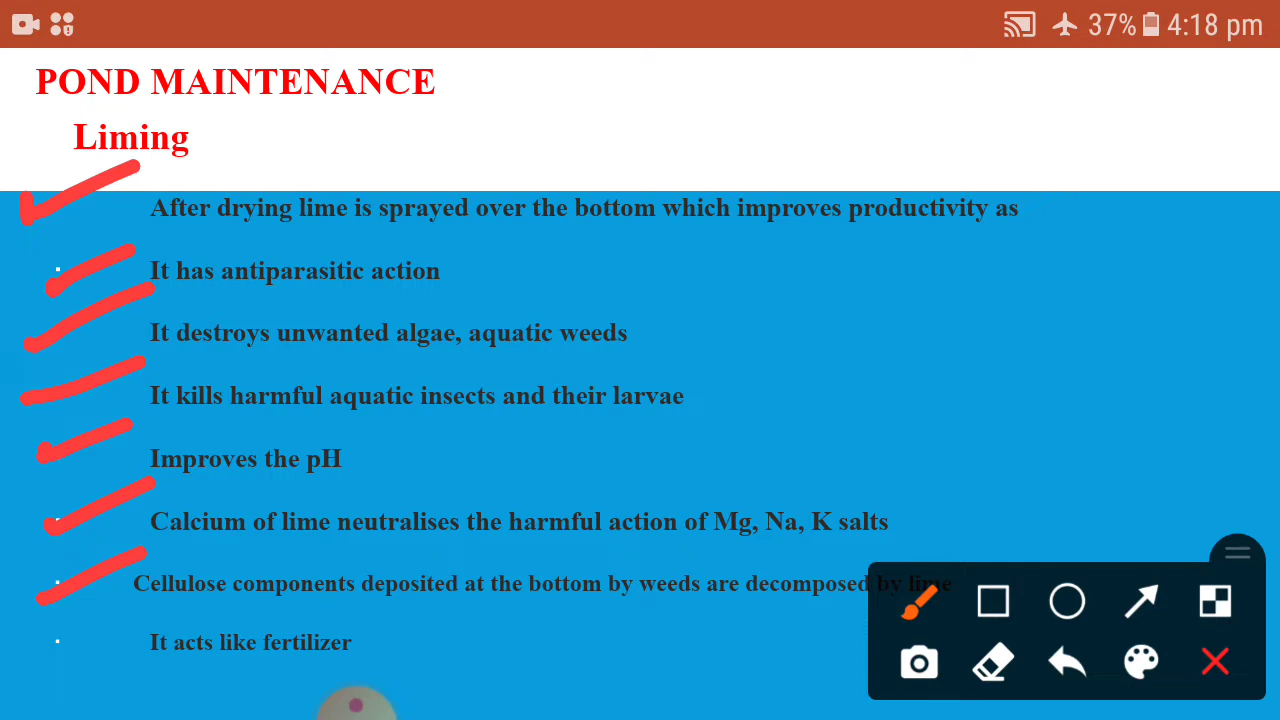 37% 4:18 pm
POND MAINTENANCE
Liming
After drying lime is sprayed over the bottom which improves productivity as
It has antiparasitic action
It destroys unwanted algae, aquatic weeds
It kills harmful aquatic insects and their larvae
Improves the pH
Calcium of lime neutralises the harmful action of Mg, Na, K salts
Cellulose components deposited at the bottom by weeds are decomposed by lime
It acts like fertilizer